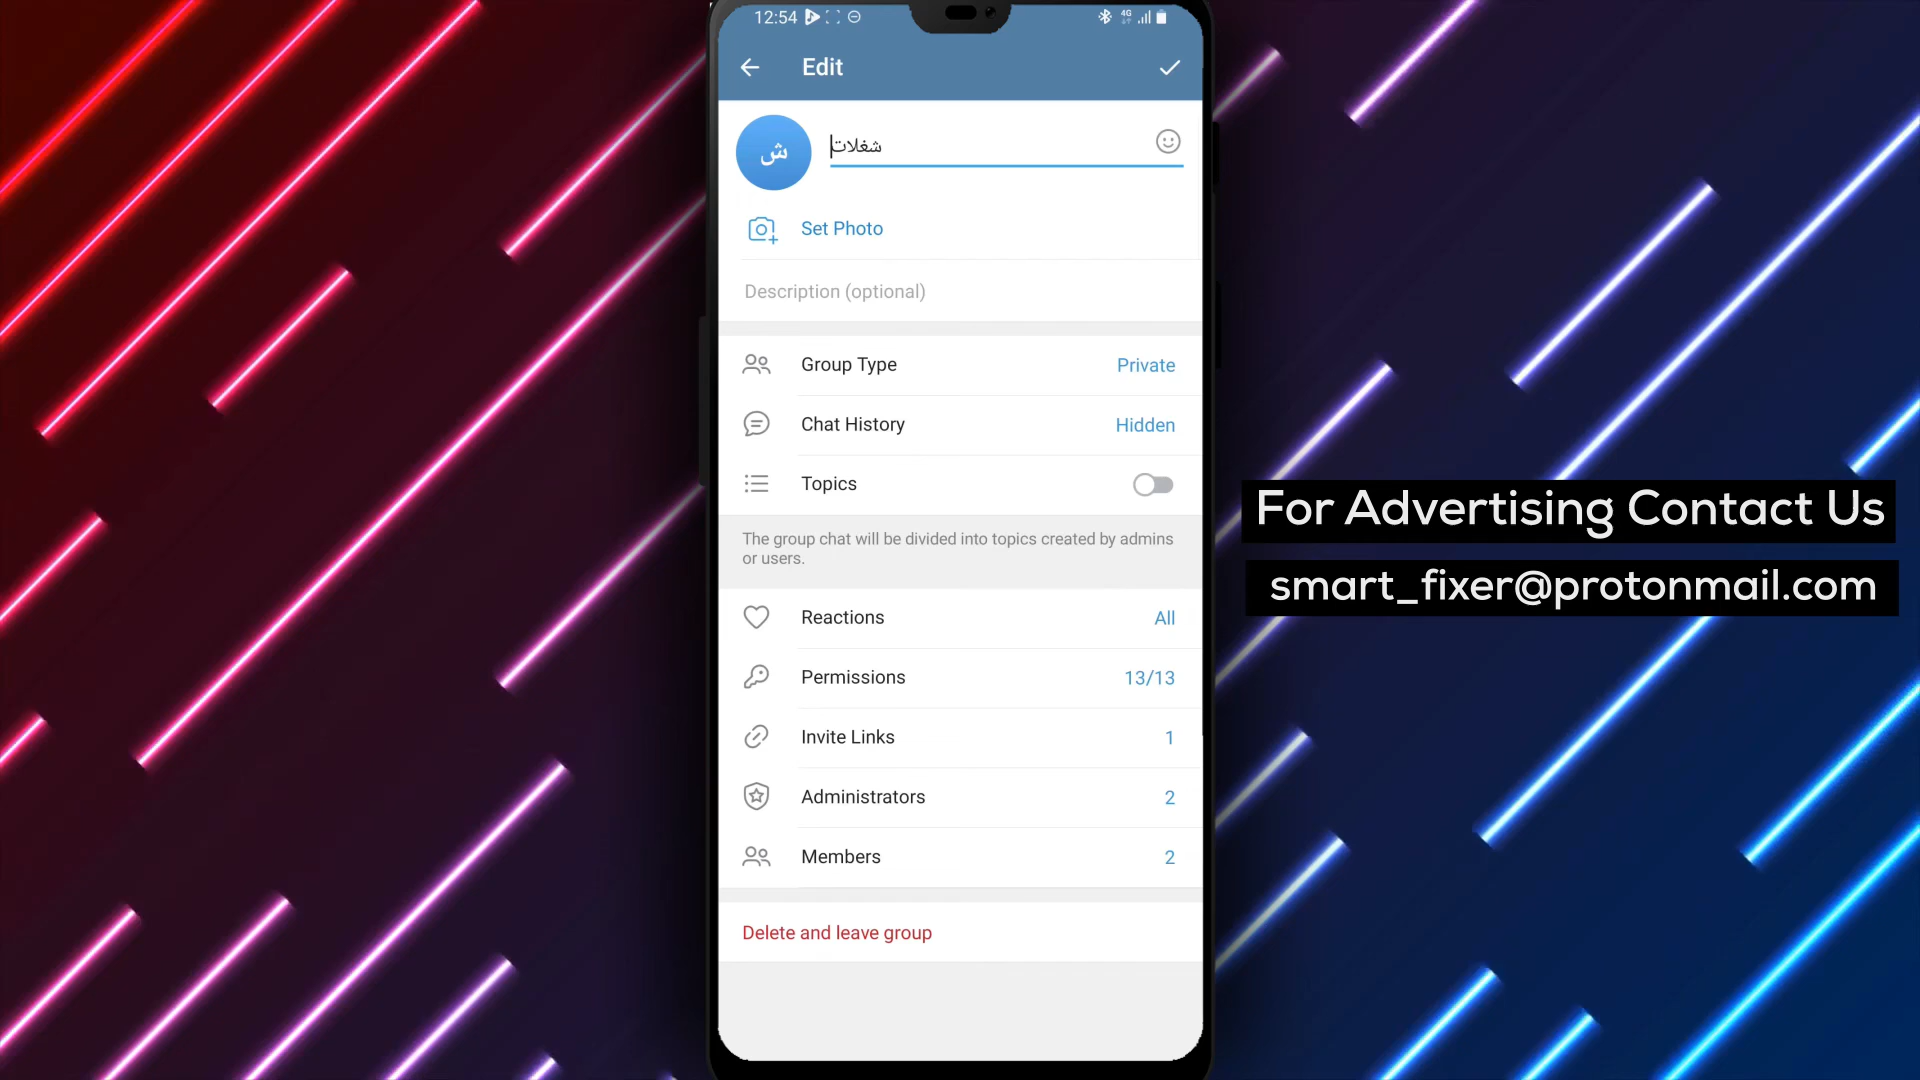 12:54
4G
Edit
ش
شغلات
Set Photo
Description (optional)
Group Type
Private
Chat History
Hidden
Topics
The group chat will be divided into topics created by admins
or users.
Reactions
All
Permissions
13/13
Invite Links
1
Administrators
2
Members
2
Delete and leave group
For Advertising Contact Us
smart_fixer@protonmail.com